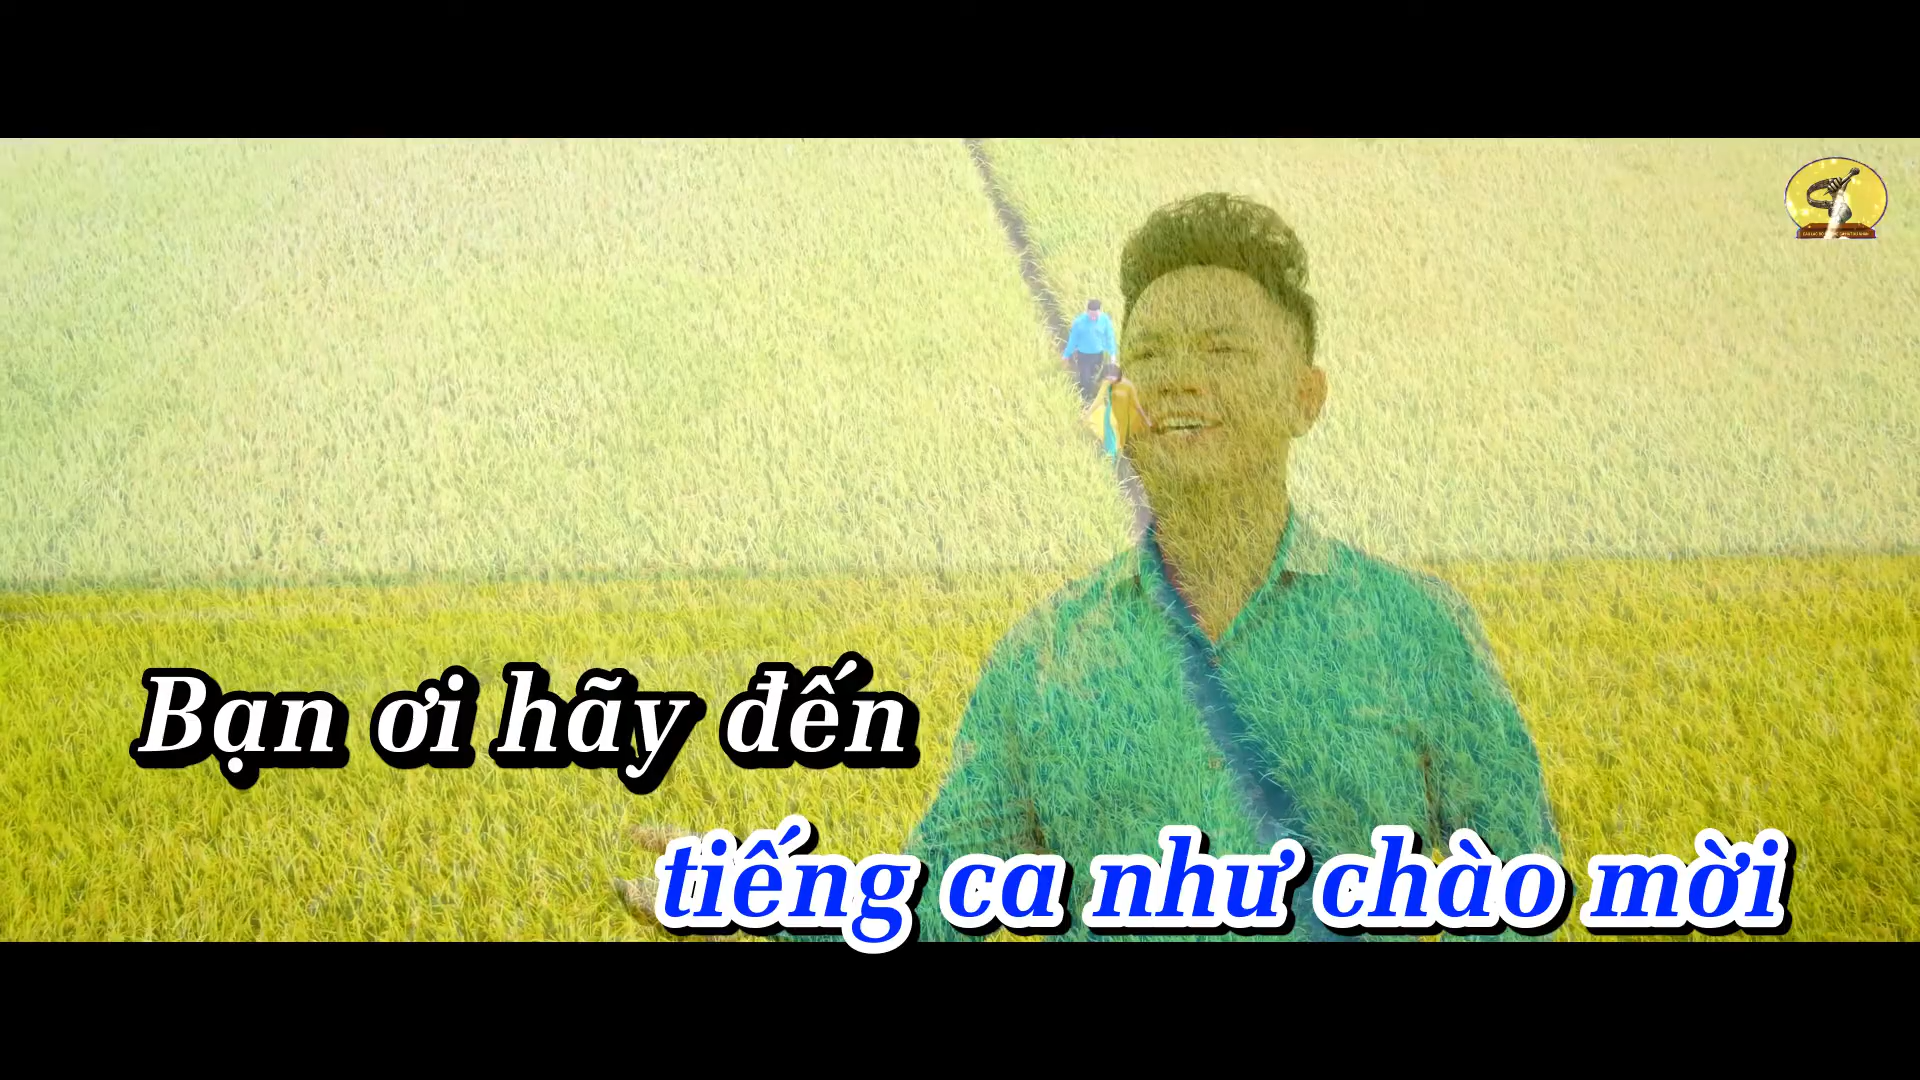 Bạn ơi hãy đến
tiếng ca như chào mời